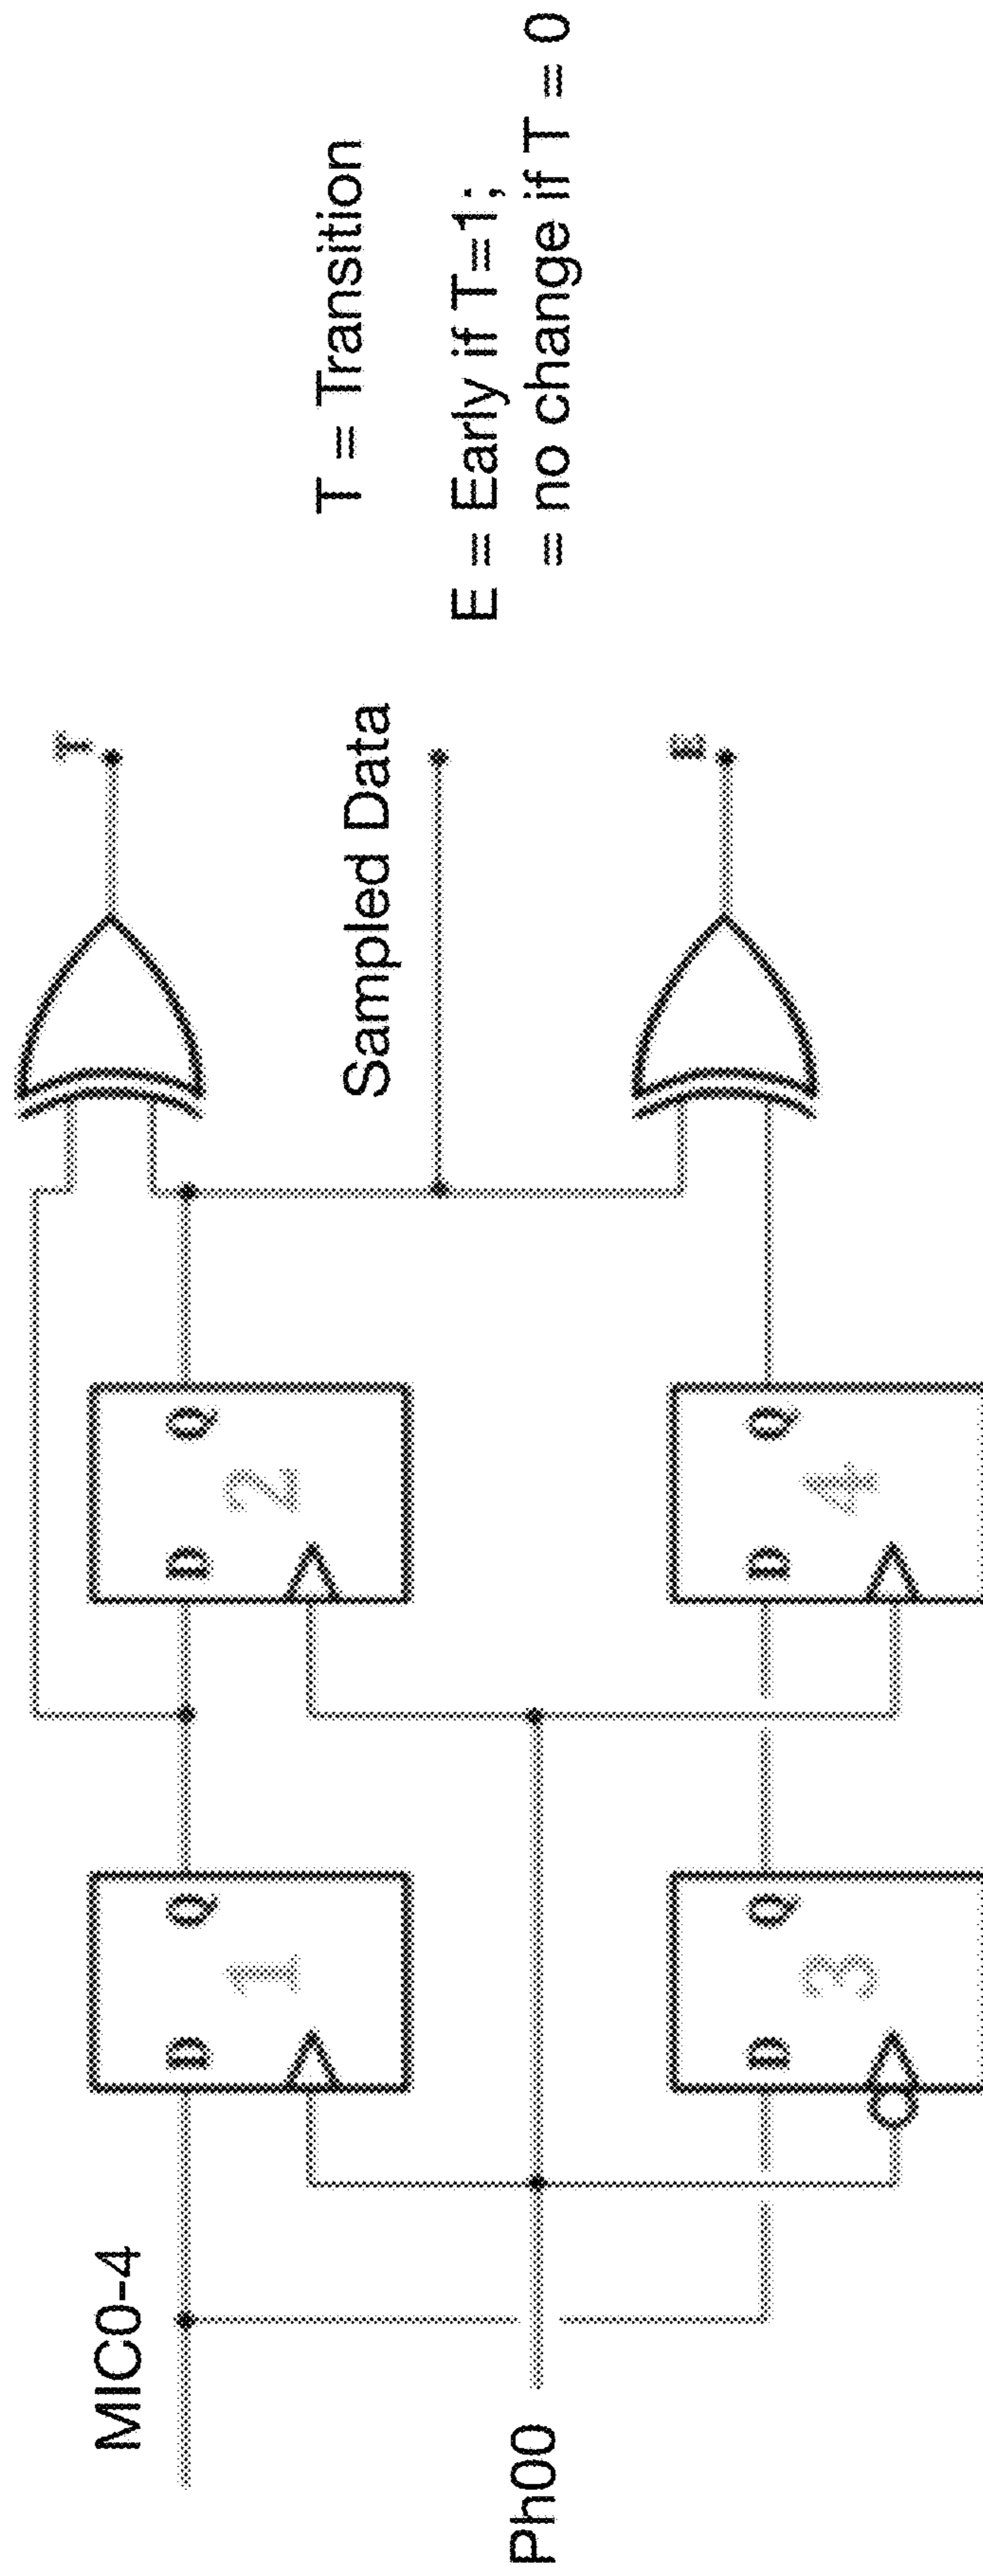 MIC0-4
Ph00
D Q
1
D Q
2
D Q
3
D Q
4
T
Sampled Data
E
T = Transition
E = Early if T=1;
= no change if T = 0